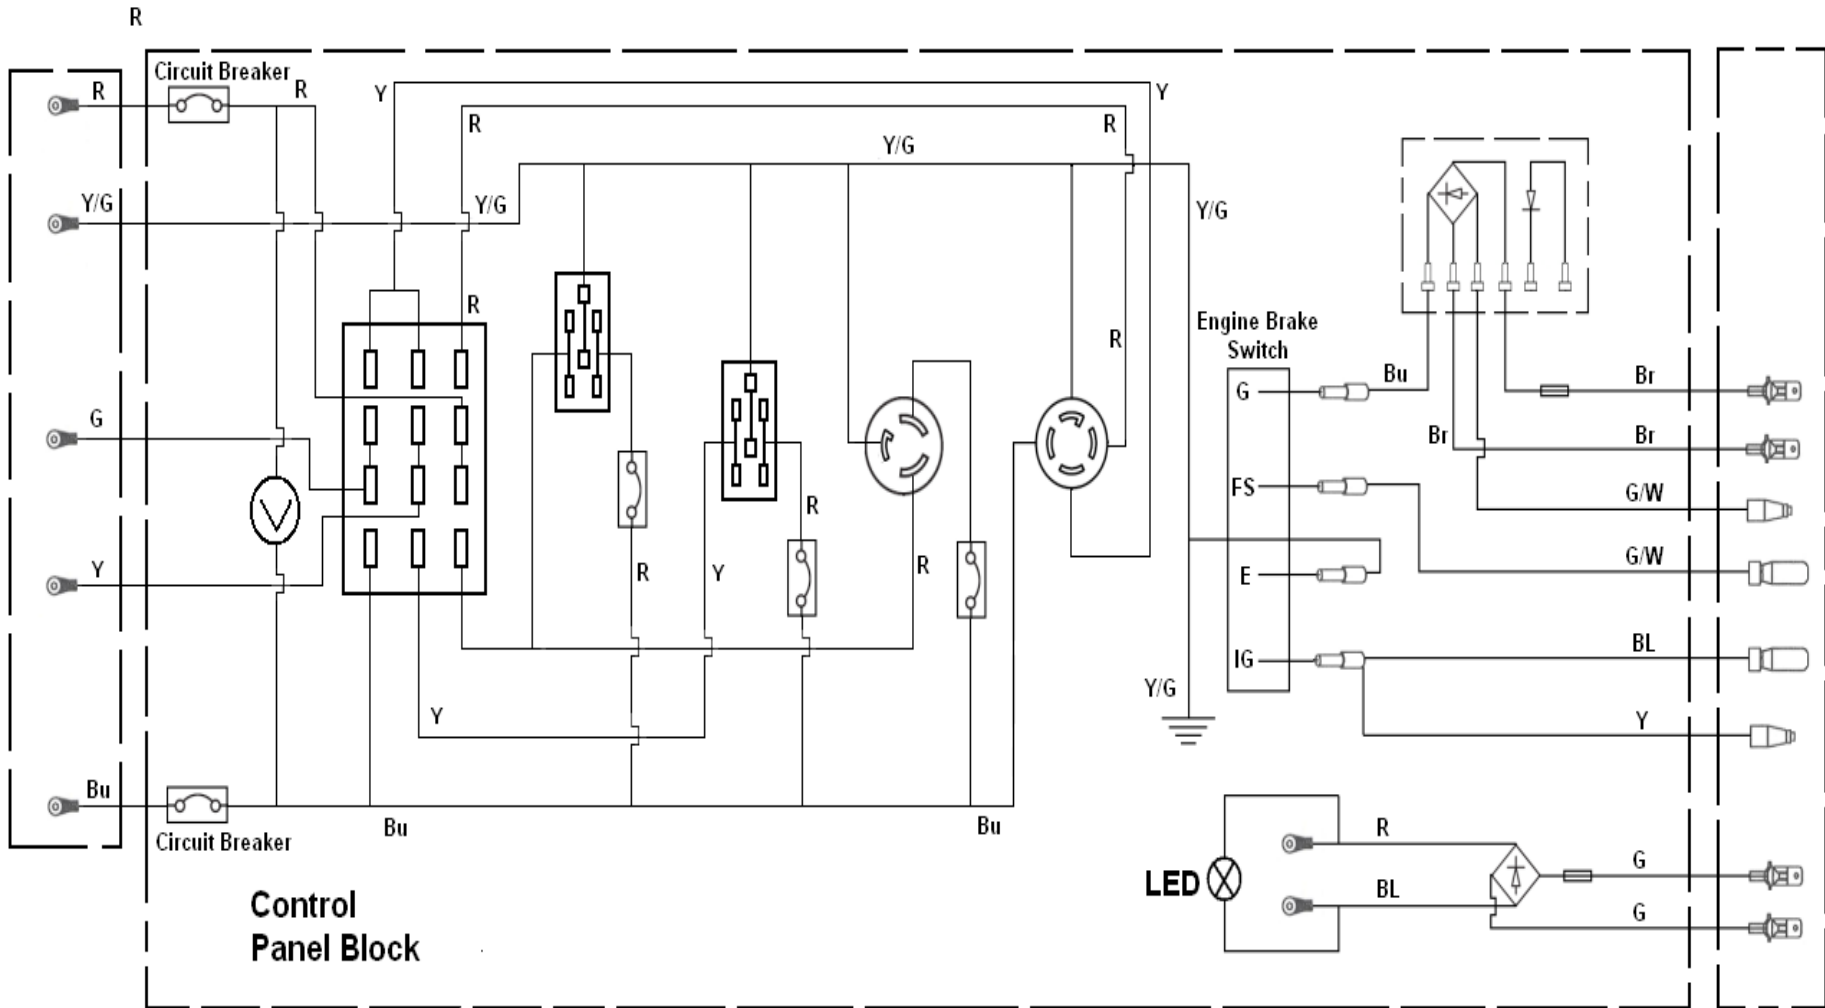 R
Circuit Breaker
R
R
Y
Y
R
R
Y/G
Y/G
Y/G
Y/G
R
R
Engine Brake
Switch
G
Bu
Br
G
Br
Br
FS
G/W
R
Y
R
Y
R
E
G/W
IG
BL
Y/G
Y
Y
Bu
Circuit Breaker
Bu
Bu
R
LED
G
BL
G
Control
Panel Block